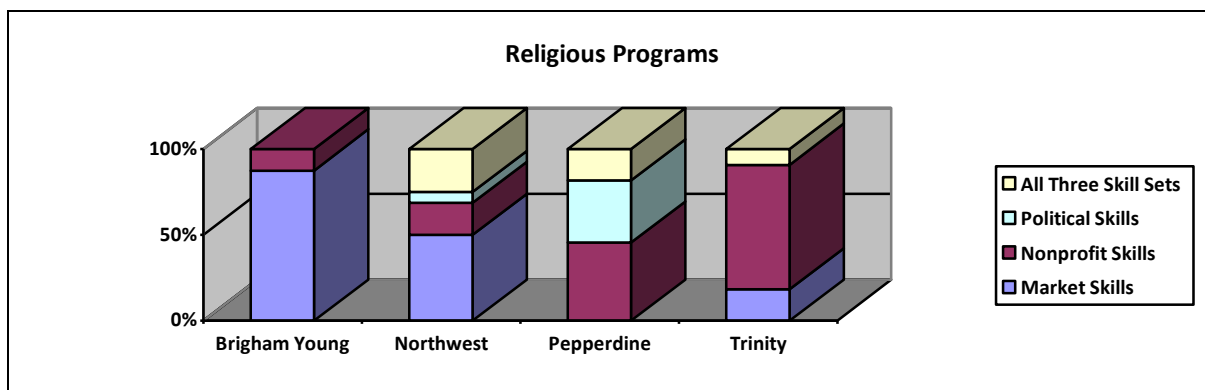 Religious Programs
100%
50%
0%
Brigham Young
Northwest
Pepperdine
Trinity
All Three Skill Sets
Political Skills
Nonprofit Skills
Market Skills